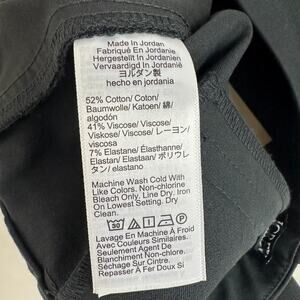 Made In Jordan
Fabriqué En Jordanie
Hergestellt In Jordanien
Vervaardigd In Jordanië
ヨルダン製
hecho en jordania
52% Cotton/ Coton/
Baumwolle/ Katoen/ 綿/
algodón
41% Viscose/ Viscose/
Viskose/ Viscose/ レーヨン/
viscosa
7% Elastane/ Élasthanne/
Elastan/ Elastaan/ ポリウレ
タン/ elastano
Machine Wash Cold With
Like Colors. Non-chlorine
Bleach Only. Line Dry. Iron
On Lowest Setting. Dry
Clean.
30
P
Lavage En Machine À Froid
Avec Couleurs Similaires.
Seulement Agent De
Blanchiment Non-chloré.
Séchage Sur Cintre.
Repasser À Fer Doux Si